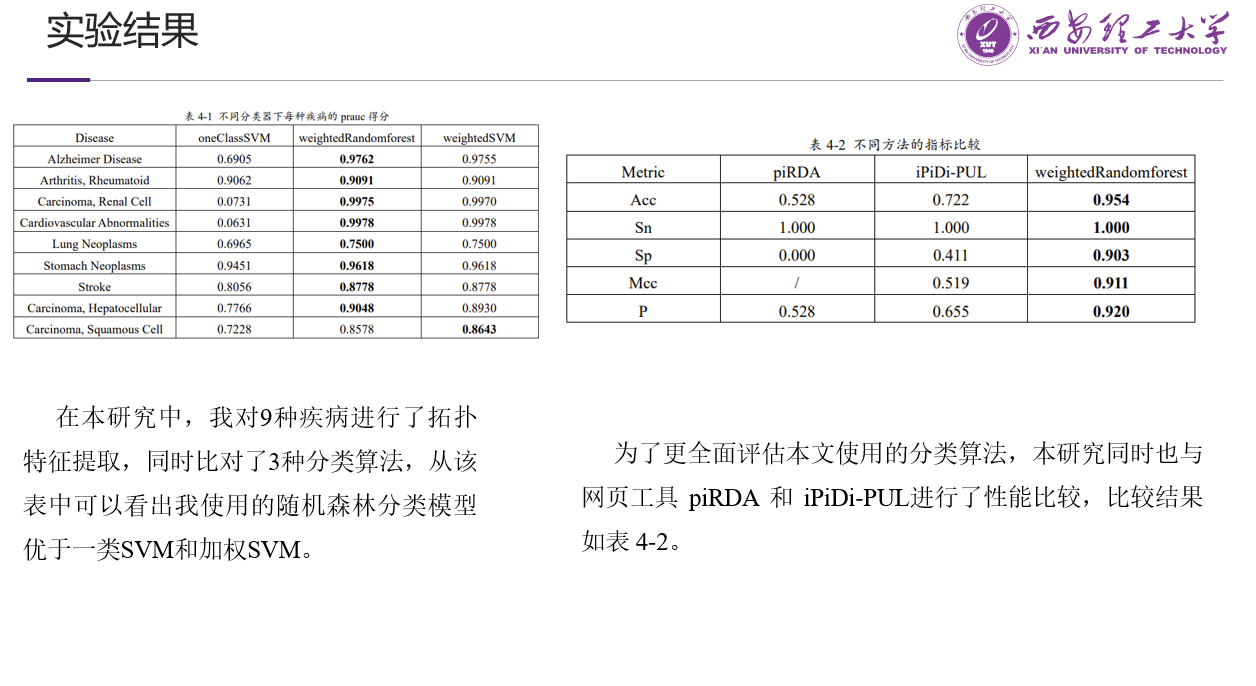 实验结果
XUT
1949
西安理工大学
XI'AN UNIVERSITY OF TECHNOLOGY
表 4-1 不同分类器下每种疾病的 prauc 得分
Disease oneClassSVM weightedRandomforest weightedSVM
Alzheimer Disease 0.6905 0.9762 0.9755
Arthritis, Rheumatoid 0.9062 0.9091 0.9091
Carcinoma, Renal Cell 0.0731 0.9975 0.9970
Cardiovascular Abnormalities 0.0631 0.9978 0.9978
Lung Neoplasms 0.6965 0.7500 0.7500
Stomach Neoplasms 0.9451 0.9618 0.9618
Stroke 0.8056 0.8778 0.8778
Carcinoma, Hepatocellular 0.7766 0.9048 0.8930
Carcinoma, Squamous Cell 0.7228 0.8578 0.8643
表 4-2 不同方法的指标比较
Metric piRDA iPiDi-PUL weightedRandomforest
Acc 0.528 0.722 0.954
Sn 1.000 1.000 1.000
Sp 0.000 0.411 0.903
Mcc / 0.519 0.911
P 0.528 0.655 0.920
在本研究中，我对9种疾病进行了拓扑
特征提取，同时比对了3种分类算法，从该
表中可以看出我使用的随机森林分类模型
优于一类SVM和加权SVM。
为了更全面评估本文使用的分类算法，本研究同时也与
网页工具 piRDA 和 iPiDi-PUL进行了性能比较，比较结果
如表 4-2。